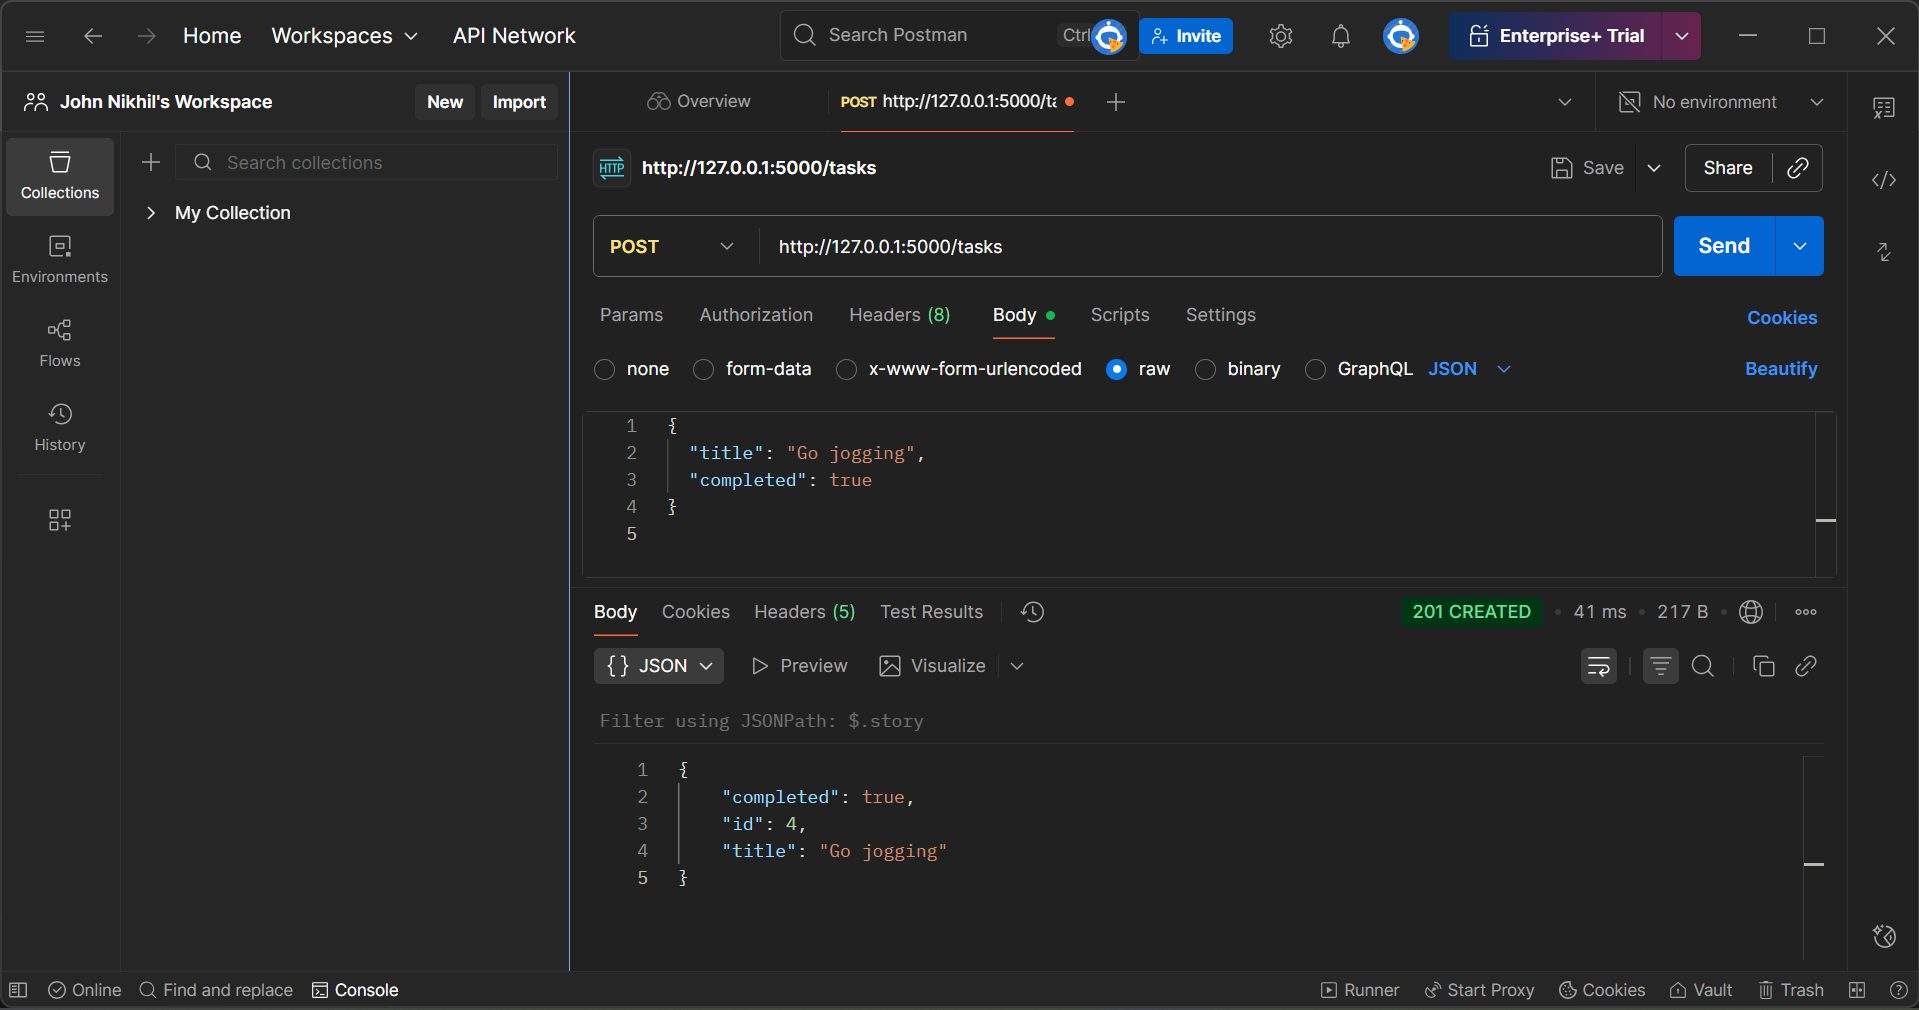 Home Workspaces API Network Search Postman Ctrl Invite Enterprise+ Trial
John Nikhil's Workspace New Import Overview POST http://127.0.0.1:5000/ta No environment
Collections
Search collections
My Collection
Environments
Flows
History
http://127.0.0.1:5000/tasks Save Share
POST http://127.0.0.1:5000/tasks Send
Params Authorization Headers (8) Body Scripts Settings Cookies
none form-data x-www-form-urlencoded raw binary GraphQL JSON Beautify
1 {
2 "title": "Go jogging",
3 "completed": true
4 }
5
Body Cookies Headers (5) Test Results 201 CREATED • 41 ms • 217 B •
{ } JSON Preview Visualize
Filter using JSONPath: $.story
1 {
2 "completed": true,
3 "id": 4,
4 "title": "Go jogging"
5 }
Online Find and replace Console Runner Start Proxy Cookies Vault Trash